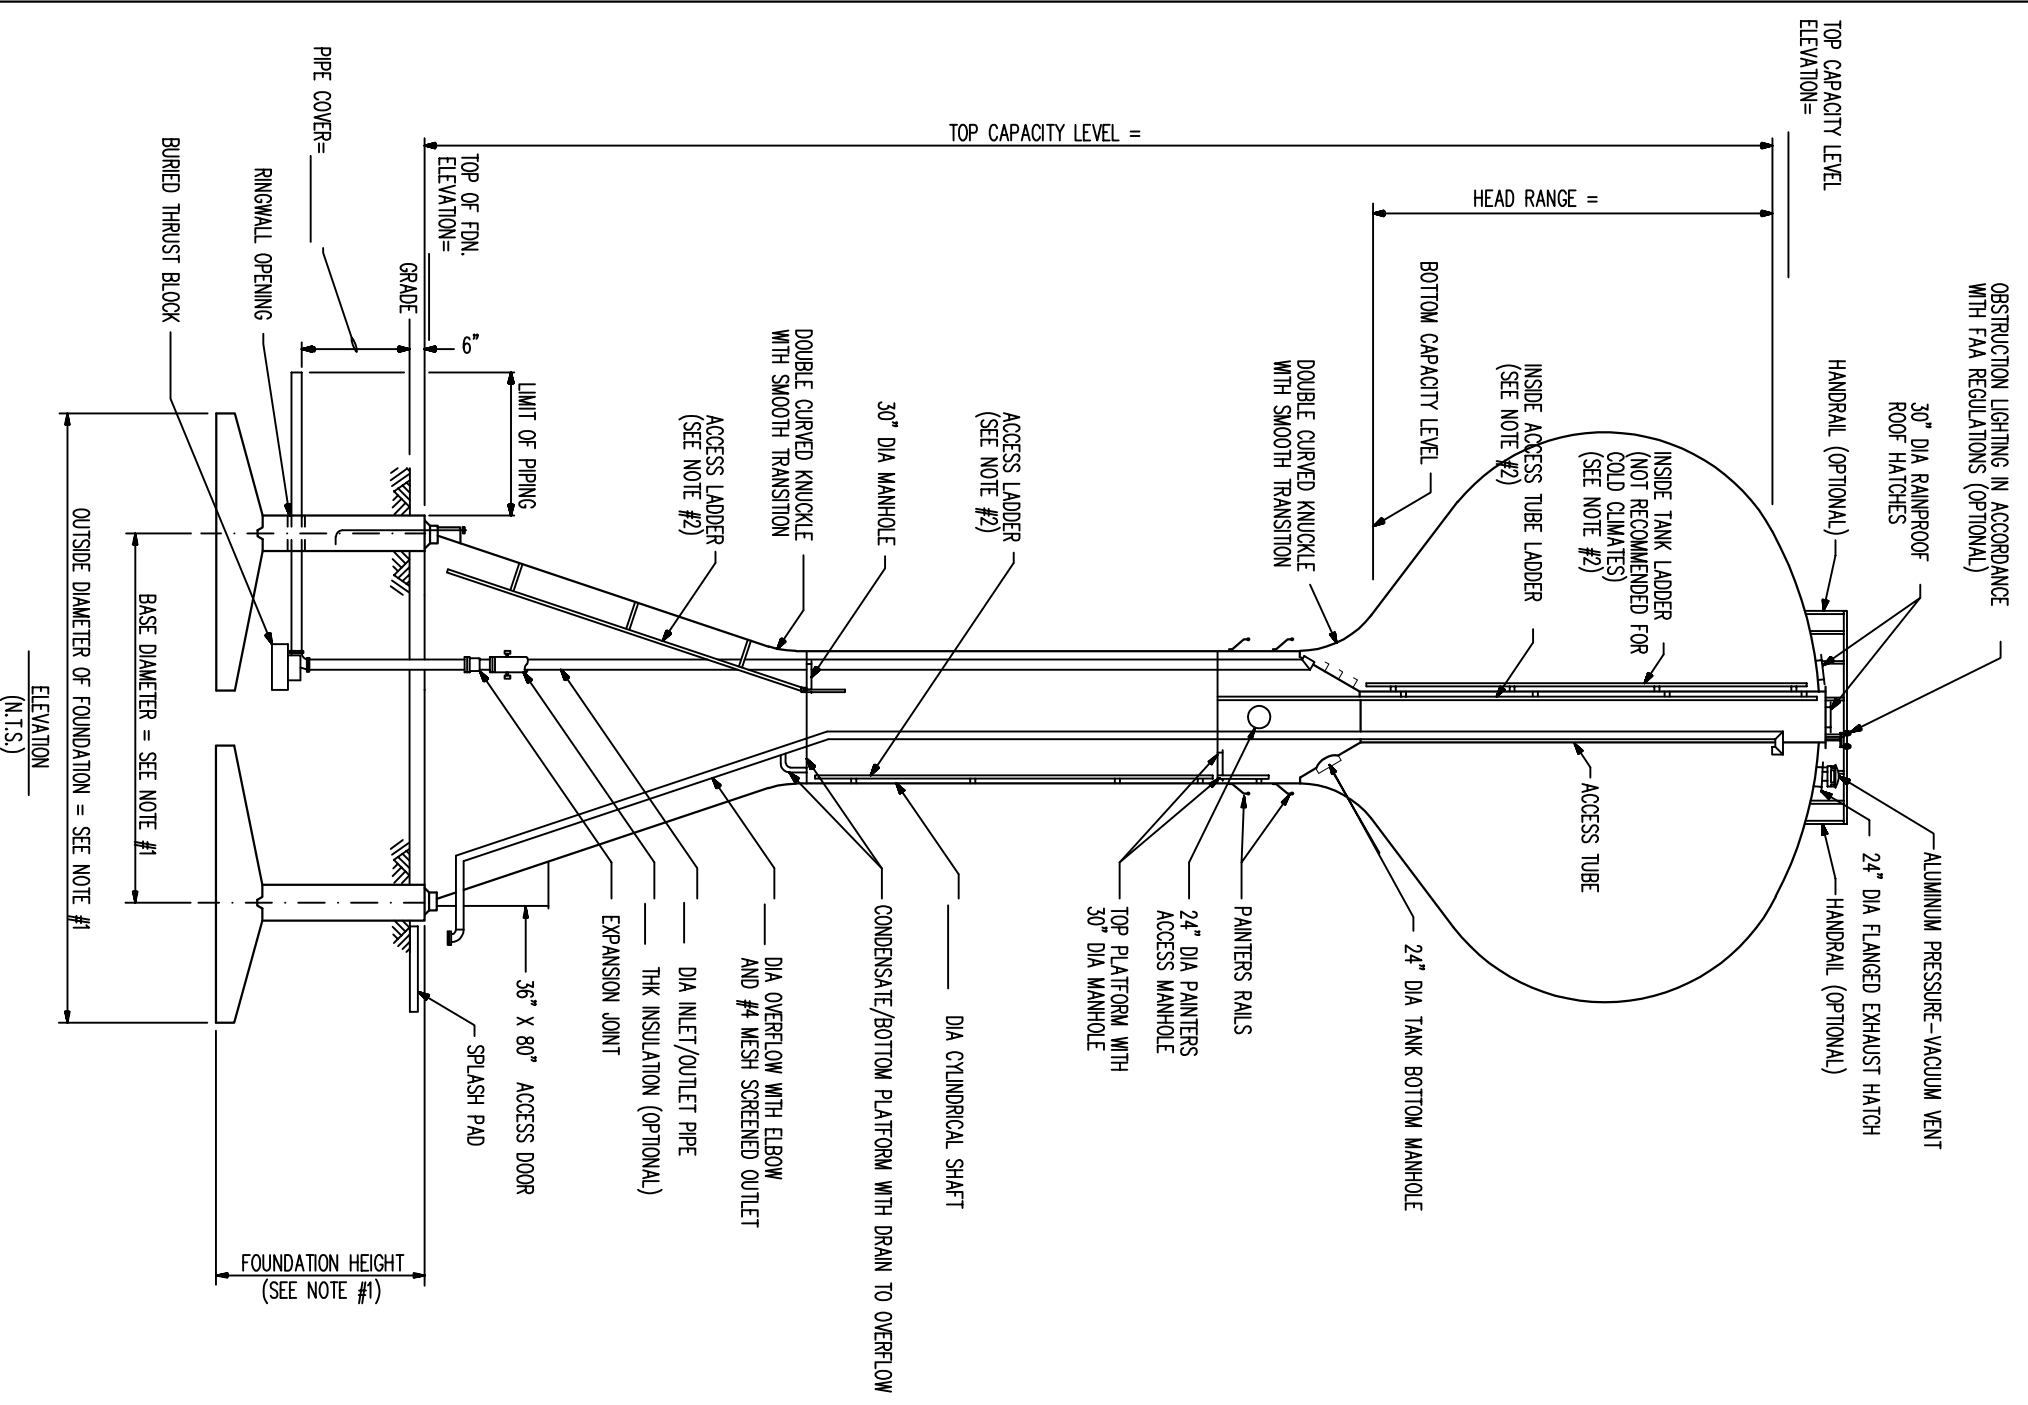 OBSTRUCTION LIGHTING IN ACCORDANCE
WITH FAA REGULATIONS (OPTIONAL)
ALUMINUM PRESSURE-VACUUM VENT
30" DIA RAINPROOF
ROOF HATCHES
24" DIA FLANGED EXHAUST HATCH
TOP CAPACITY LEVEL
ELEVATION=
HANDRAIL (OPTIONAL)
HANDRAIL (OPTIONAL)
INSIDE TANK LADDER
(NOT RECOMMENDED FOR
COLD CLIMATES)
(SEE NOTE #2)
ACCESS TUBE
HEAD RANGE =
INSIDE ACCESS TUBE LADDER
(SEE NOTE #2)
BOTTOM CAPACITY LEVEL
24" DIA TANK BOTTOM MANHOLE
DOUBLE CURVED KNUCKLE
WITH SMOOTH TRANSITION
PAINTERS RAILS
24" DIA PAINTERS
ACCESS MANHOLE
TOP PLATFORM WITH
30" DIA MANHOLE
TOP CAPACITY LEVEL =
ACCESS LADDER
(SEE NOTE #2)
DIA CYLINDRICAL SHAFT
30" DIA MANHOLE
CONDENSATE/BOTTOM PLATFORM WITH DRAIN TO OVERFLOW
DOUBLE CURVED KNUCKLE
WITH SMOOTH TRANSITION
DIA OVERFLOW WITH ELBOW
AND #4 MESH SCREENED OUTLET
ACCESS LADDER
(SEE NOTE #2)
DIA INLET/OUTLET PIPE
THK INSULATION (OPTIONAL)
EXPANSION JOINT
LIMIT OF PIPING
36" X 80" ACCESS DOOR
TOP OF FDN.
ELEVATION=
6"
SPLASH PAD
GRADE
PIPE COVER=
FOUNDATION HEIGHT
(SEE NOTE #1)
RINGWALL OPENING
BURIED THRUST BLOCK
BASE DIAMETER = SEE NOTE #1
OUTSIDE DIAMETER OF FOUNDATION = SEE NOTE #1
ELEVATION
(N.T.S.)